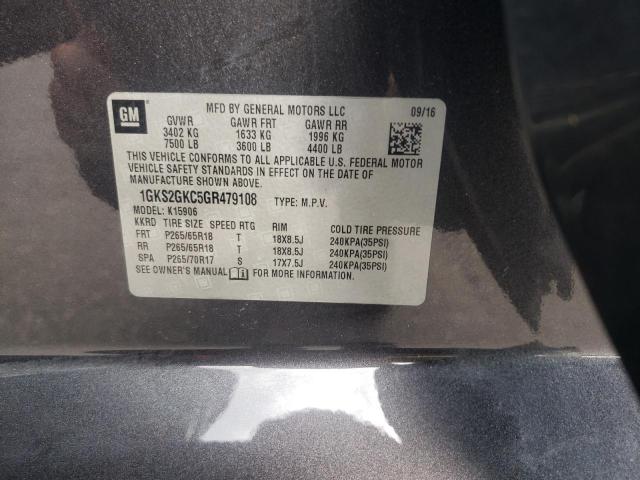 GM
MFD BY GENERAL MOTORS LLC
09/16
GVWR GAWR FRT GAWR RR
3402 KG 1633 KG 1996 KG
7500 LB 3600 LB 4400 LB
THIS VEHICLE CONFORMS TO ALL APPLICABLE U.S. FEDERAL MOTOR
VEHICLE SAFETY STANDARDS IN EFFECT ON THE DATE OF
MANUFACTURE SHOWN ABOVE.
1GKS2GKC5GR479108 TYPE: M.P.V.
MODEL: K15906
KKRD TIRE SIZE SPEED RTG RIM COLD TIRE PRESSURE
FRT P265/65R18 T 18X8.5J 240KPA(35PSI)
RR P265/65R18 T 18X8.5J 240KPA(35PSI)
SPA P265/70R17 S 17X7.5J 240KPA(35PSI)
SEE OWNER'S MANUAL FOR MORE INFORMATION.